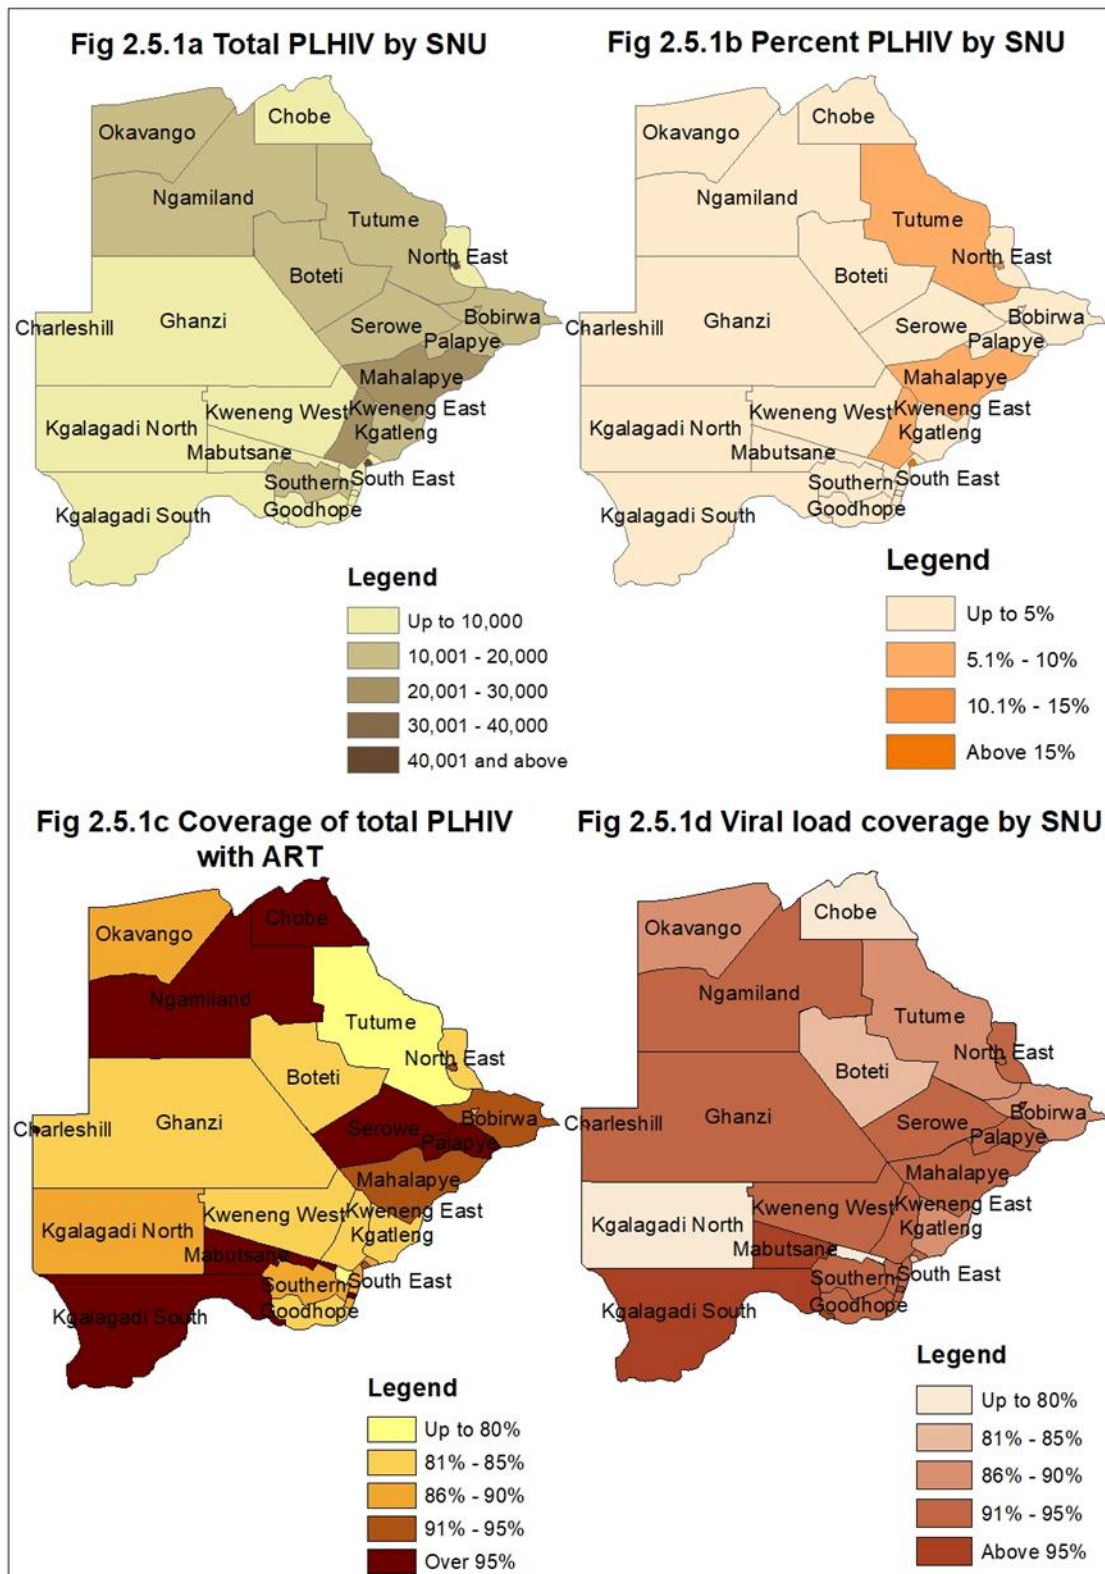 Fig 2.5.1a Total PLHIV by SNU
Chobe
Okavango
Ngamiland
Tutume
North East
Boteti
Ghanzi
Charleshill
Serowe
Bobirwa
Palapye
Mahalapye
Kweneng West
Kweneng East
Kgalagadi North
Kgatleng
Mabutsane
South East
Southern
Goodhope
Kgalagadi South
Legend
Up to 10,000
10,001 - 20,000
20,001 - 30,000
30,001 - 40,000
40,001 and above
Fig 2.5.1b Percent PLHIV by SNU
Chobe
Okavango
Ngamiland
Tutume
North East
Boteti
Ghanzi
Charleshill
Serowe
Bobirwa
Palapye
Mahalapye
Kweneng West
Kweneng East
Kgalagadi North
Kgatleng
Mabutsane
South East
Southern
Goodhope
Kgalagadi South
Legend
Up to 5%
5.1% - 10%
10.1% - 15%
Above 15%
Fig 2.5.1c Coverage of total PLHIV
with ART
Chobe
Okavango
Ngamiland
Tutume
North East
Boteti
Ghanzi
Charleshill
Serowe
Bobirwa
Palapye
Mahalapye
Kweneng West
Kweneng East
Kgalagadi North
Kgatleng
Mabutsane
South East
Southern
Goodhope
Kgalagadi South
Legend
Up to 80%
81% - 85%
86% - 90%
91% - 95%
Over 95%
Fig 2.5.1d Viral load coverage by SNU
Chobe
Okavango
Ngamiland
Tutume
North East
Boteti
Ghanzi
Charleshill
Serowe
Bobirwa
Palapye
Mahalapye
Kweneng West
Kweneng East
Kgalagadi North
Kgatleng
Mabutsane
South East
Southern
Goodhope
Kgalagadi South
Legend
Up to 80%
81% - 85%
86% - 90%
91% - 95%
Above 95%